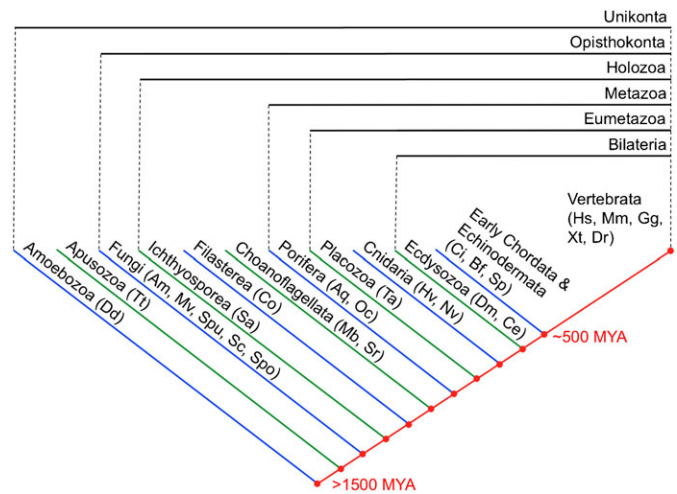 Unikonta
Opisthokonta
Holozoa
Metazoa
Eumetazoa
Bilateria
Vertebrata
(Hs, Mm, Gg,
Xt, Dr)
Amoebozoa (Dd)
Apusozoa (Tt)
Fungi (Am, Mv, Spu, Sc, Spo)
Ichthyosporea (Sa)
Filasterea (Co)
Choanoflagellata (Mb, Sr)
Porifera (Aq, Oc)
Placozoa (Ta)
Cnidaria (Hv, Nv)
Ecdysozoa (Dm, Ce)
Early Chordata &
Echinodermata
(Ci, Bf, Sp)
~500 MYA
>1500 MYA